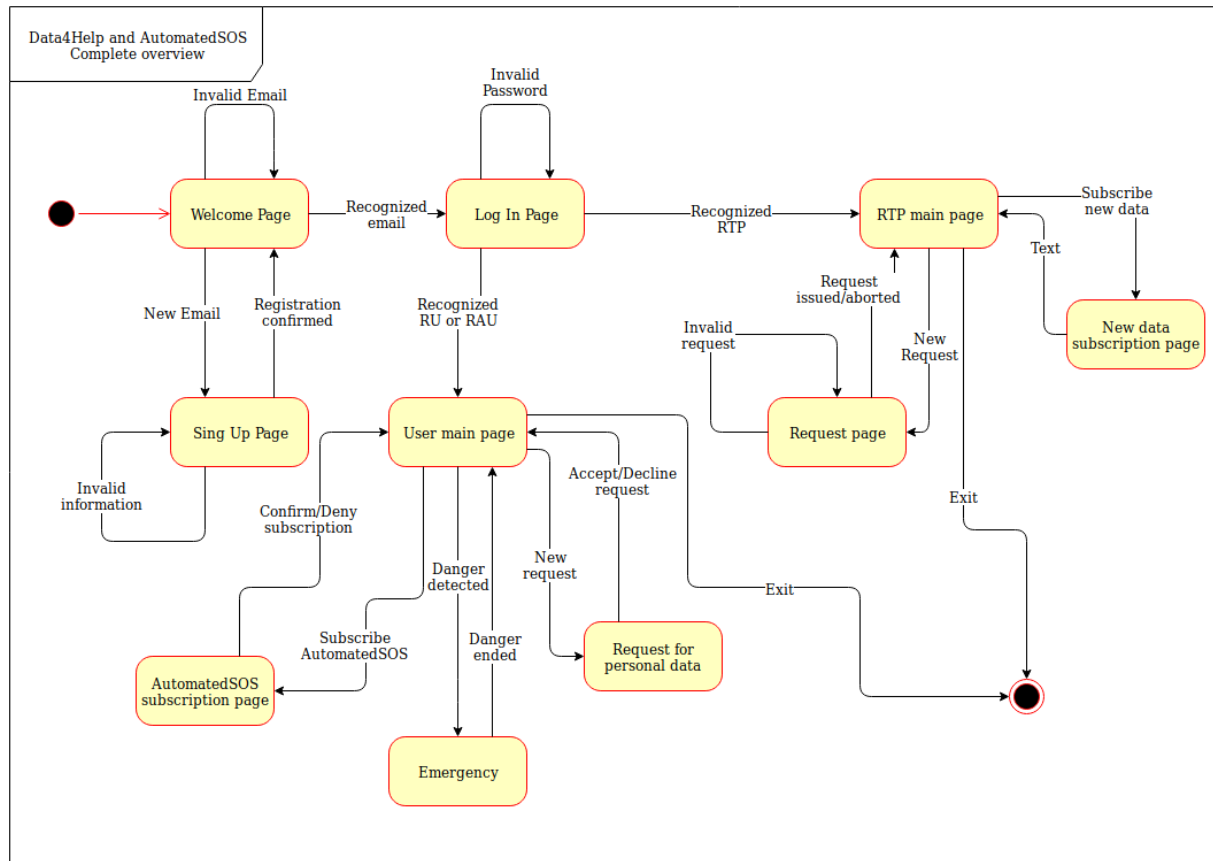 Data4Help and AutomatedSOS
Complete overview
Invalid Email
Invalid
Password
Welcome Page
Recognized
email
Log In Page
Recognized
RTP
RTP main page
Subscribe
new data
Text
New data
subscription page
New Email
Registration
confirmed
Recognized
RU or RAU
Request
issued/aborted
Invalid
request
New
Request
Request page
Sing Up Page
User main page
Invalid
information
Confirm/Deny
subscription
Accept/Decline
request
Exit
Danger
detected
New
request
Exit
Subscribe
AutomatedSOS
Danger
ended
Request for
personal data
AutomatedSOS
subscription page
Emergency